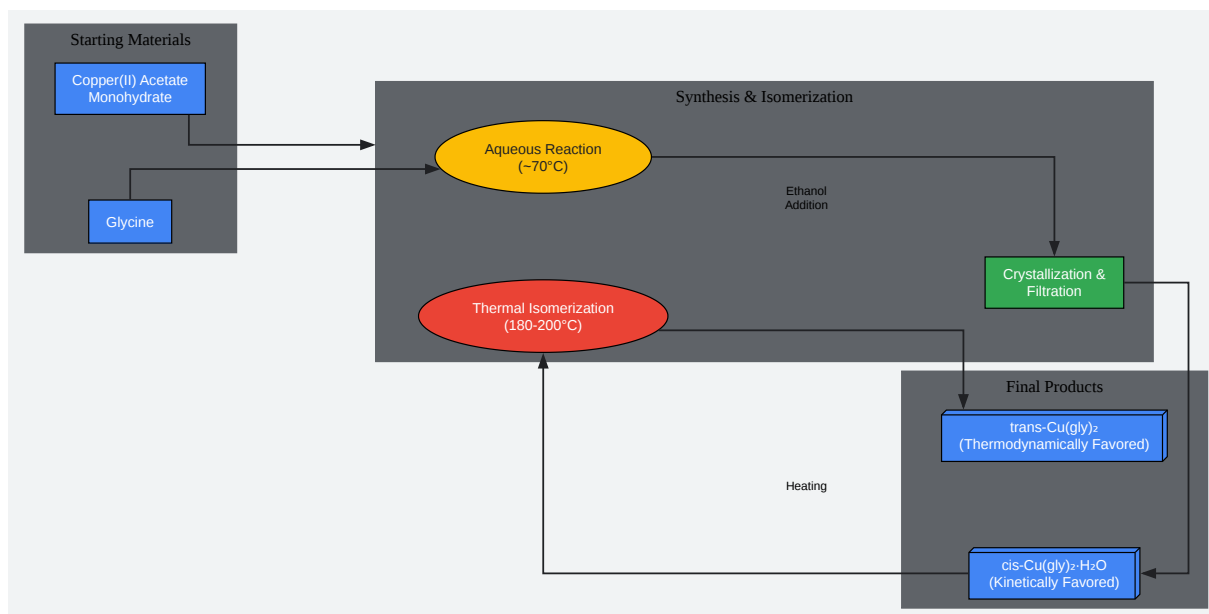 Starting Materials
Copper(II) Acetate
Monohydrate
Glycine
Synthesis & Isomerization
Aqueous Reaction
(~70°C)
Ethanol
Addition
Crystallization &
Filtration
Thermal Isomerization
(180-200°C)
Final Products
trans-Cu(gly)₂
(Thermodynamically Favored)
Heating
cis-Cu(gly)₂·H₂O
(Kinetically Favored)